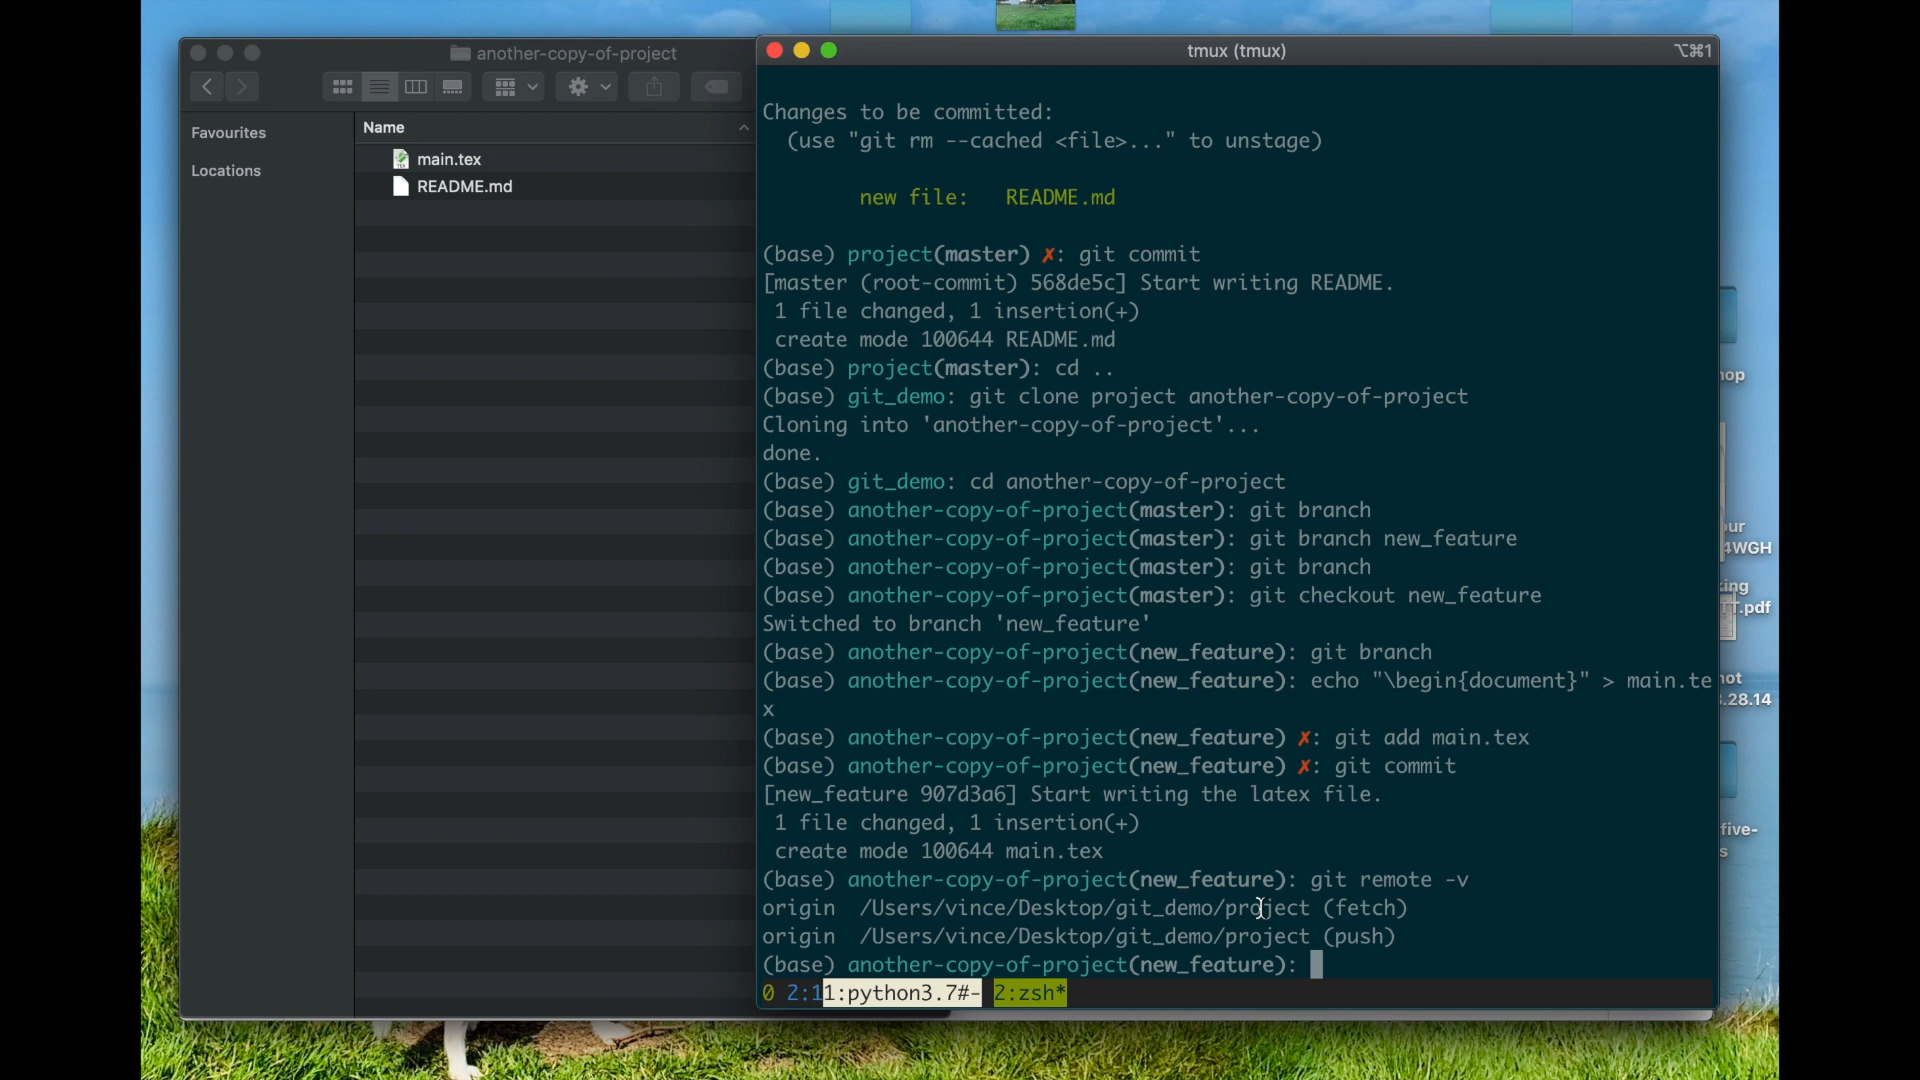 another-copy-of-project
Favourites
Locations
Name
main.tex
README.md
tmux (tmux)
⌥⌘1
Changes to be committed:
(use "git rm --cached <file>..." to unstage)
new file:   README.md
(base) project(master) ✗: git commit
[master (root-commit) 568de5c] Start writing README.
1 file changed, 1 insertion(+)
create mode 100644 README.md
(base) project(master): cd ..
(base) git_demo: git clone project another-copy-of-project
Cloning into 'another-copy-of-project'...
done.
(base) git_demo: cd another-copy-of-project
(base) another-copy-of-project(master): git branch
(base) another-copy-of-project(master): git branch new_feature
(base) another-copy-of-project(master): git branch
(base) another-copy-of-project(master): git checkout new_feature
Switched to branch 'new_feature'
(base) another-copy-of-project(new_feature): git branch
(base) another-copy-of-project(new_feature): echo "\begin{document}" > main.te
x
(base) another-copy-of-project(new_feature) ✗: git add main.tex
(base) another-copy-of-project(new_feature) ✗: git commit
[new_feature 907d3a6] Start writing the latex file.
1 file changed, 1 insertion(+)
create mode 100644 main.tex
(base) another-copy-of-project(new_feature): git remote -v
origin  /Users/vince/Desktop/git_demo/project (fetch)
origin  /Users/vince/Desktop/git_demo/project (push)
(base) another-copy-of-project(new_feature):
0 2:11:python3.7#- 2:zsh*
4WGH
.pdf
.28.14
five-
s